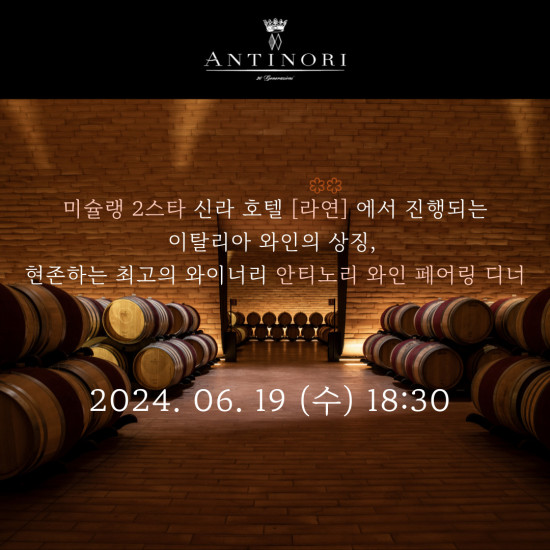 ANTINORI
26 Generazioni
미슐랭 2스타 신라 호텔 [라연] 에서 진행되는
이탈리아 와인의 상징,
현존하는 최고의 와이너리 안티노리 와인 페어링 디너
2024. 06. 19 (수) 18:30